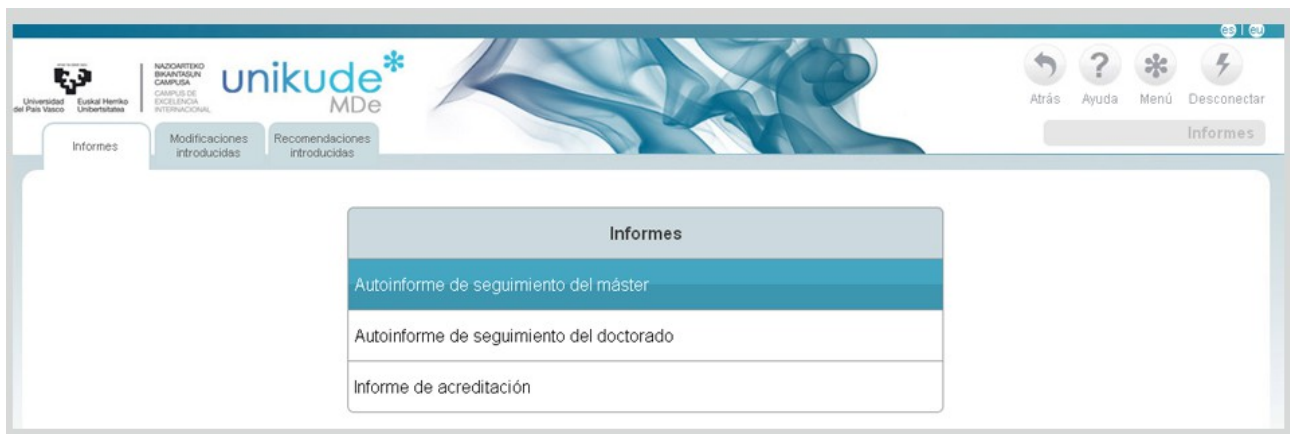 es | eu
Universidad del País Vasco
Euskal Herriko Unibertsitatea
NAZIOARTEKO
BIKAINTASUN
CAMPUSA
CAMPUS DE
EXCELENCIA
INTERNACIONAL
unikude*
MDe
Atrás Ayuda Menú Desconectar
Informes
Informes
Modificaciones
introducidas
Recomendaciones
introducidas
Informes
Autoinforme de seguimiento del máster
Autoinforme de seguimiento del doctorado
Informe de acreditación